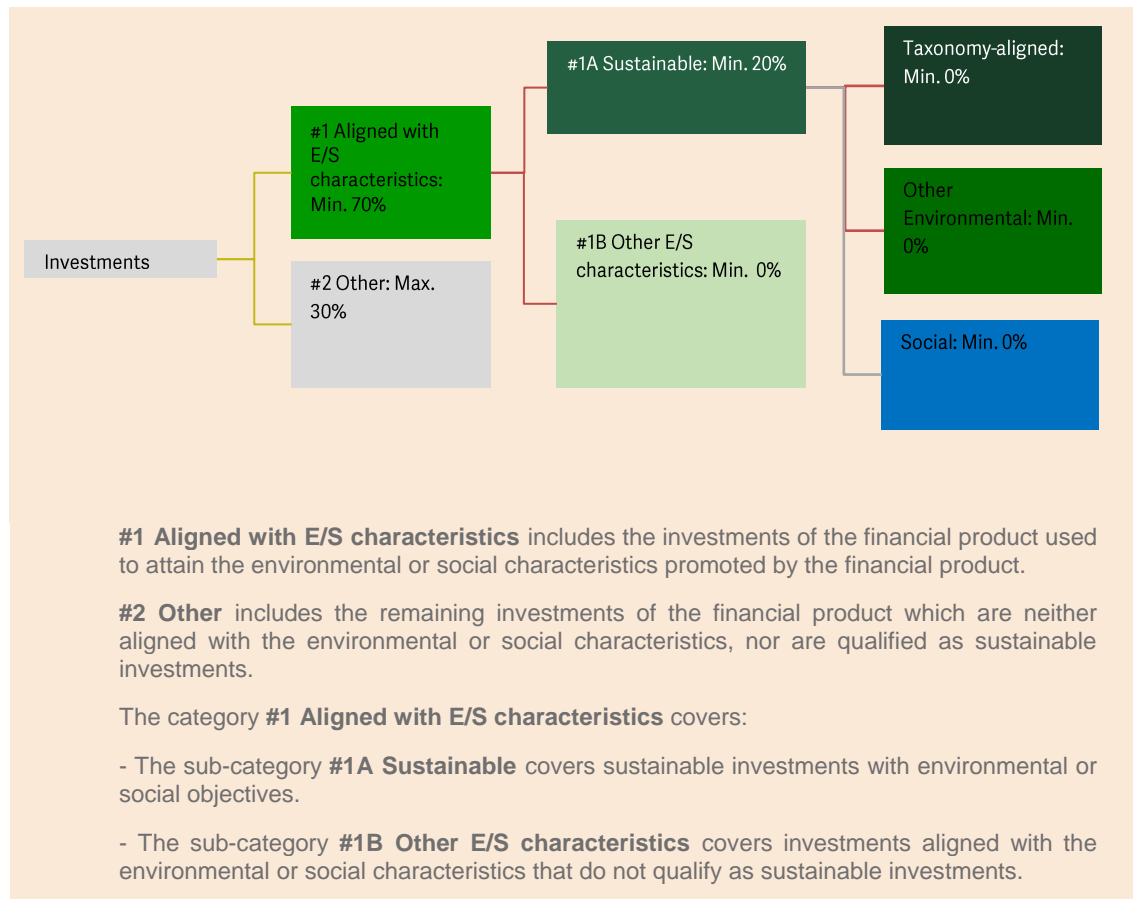 Investments
#1 Aligned with
E/S
characteristics:
Min. 70%
#2 Other: Max.
30%
#1A Sustainable: Min. 20%
#1B Other E/S
characteristics: Min. 0%
Taxonomy-aligned:
Min. 0%
Other
Environmental: Min.
0%
Social: Min. 0%
#1 Aligned with E/S characteristics includes the investments of the financial product used
to attain the environmental or social characteristics promoted by the financial product.
#2 Other includes the remaining investments of the financial product which are neither
aligned with the environmental or social characteristics, nor are qualified as sustainable
investments.
The category #1 Aligned with E/S characteristics covers:
- The sub-category #1A Sustainable covers sustainable investments with environmental or
social objectives.
- The sub-category #1B Other E/S characteristics covers investments aligned with the
environmental or social characteristics that do not qualify as sustainable investments.